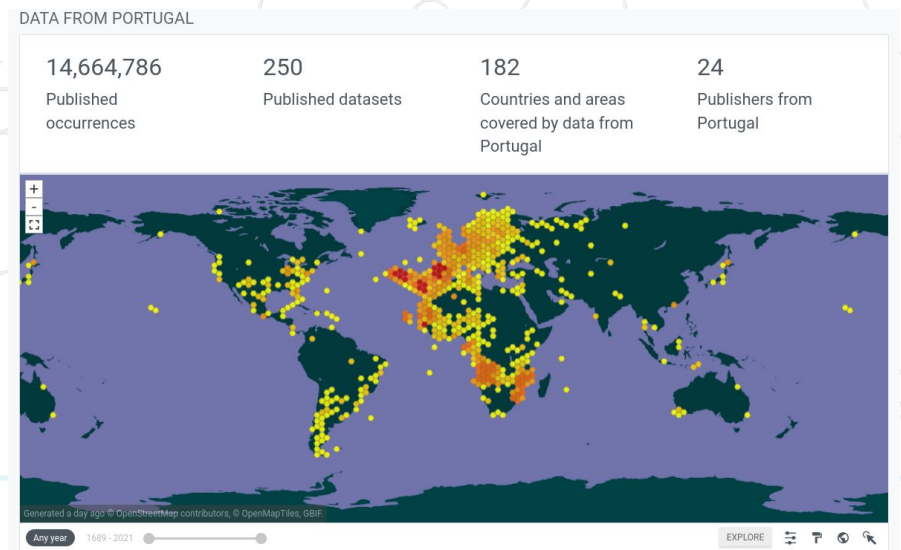 DATA FROM PORTUGAL
14,664,786
Published
occurrences
250
Published datasets
182
Countries and areas
covered by data from
Portugal
24
Publishers from
Portugal
+
-
Generated a day ago © OpenStreetMap contributors, © OpenMapTiles, GBIF.
Any year
1689 - 2021
EXPLORE